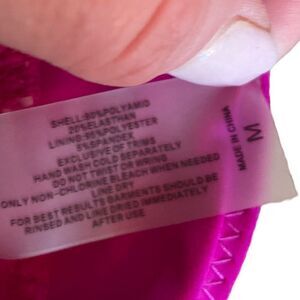 SHELL:80%POLYAMID
20%ELASTHAN
LINING:95%POLYESTER
5%SPANDEX
EXCLUSIVE OF TRIMS
HAND WASH COLD SEPARATELY
DO NOT TWIST OR WRING
ONLY NON-CHLORINE BLEACH WHEN NEEDED
LINE DRY
FOR BEST RESULTS GARMENTS SHOULD BE
RINSED AND LINE DRIED IMMEDIATELY
AFTER USE
MADE IN CHINA
M